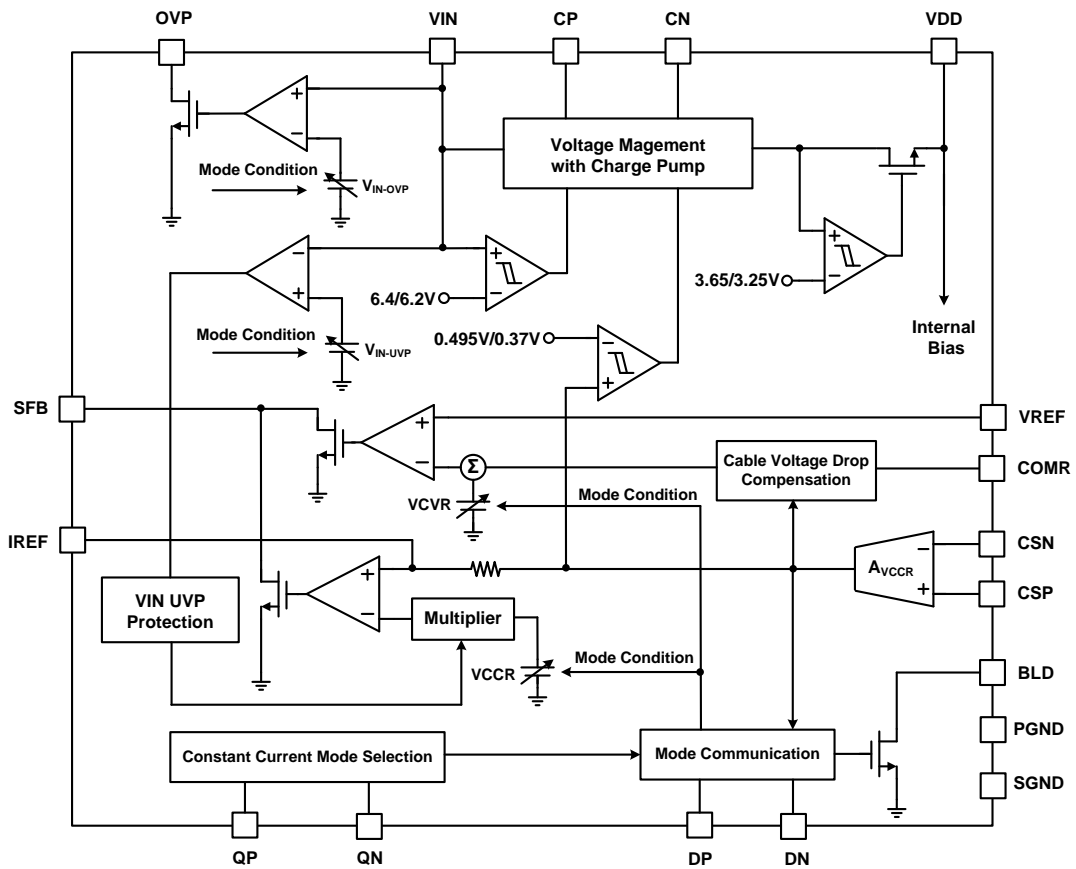 OVP
VIN
CP
CN
VDD
+
−
Mode Condition
VIN-OVP
Voltage Magement
with Charge Pump
−
+
+
−
6.4/6.2V
+
−
3.65/3.25V
Mode Condition
VIN-UVP
0.495V/0.37V
−
+
Internal
Bias
SFB
VREF
+
−
Σ
Cable Voltage Drop
Compensation
COMR
VCVR
Mode Condition
IREF
CSN
−
AVCCR
+
CSP
+
−
VIN UVP
Protection
Multiplier
VCCR
Mode Condition
BLD
PGND
Constant Current Mode Selection
Mode Communication
SGND
QP
QN
DP
DN